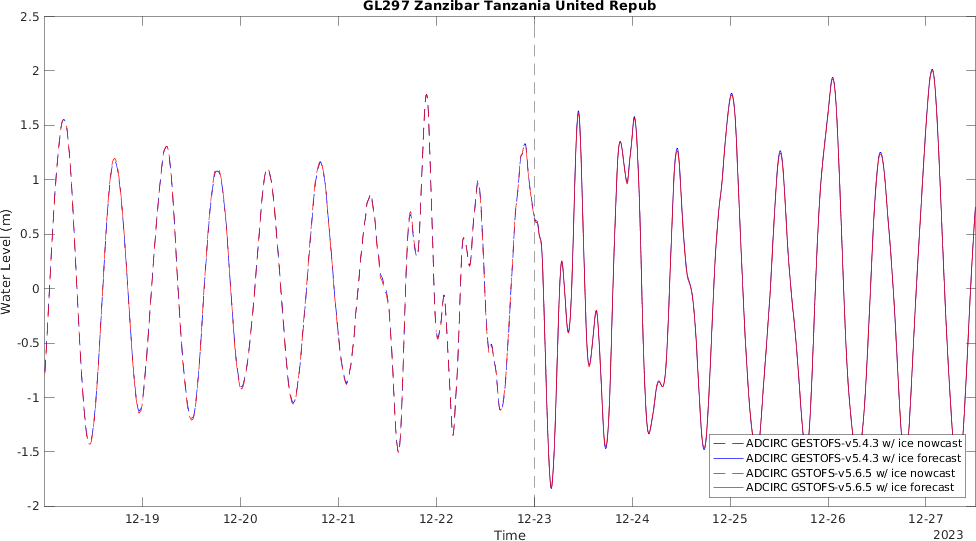 GL297 Zanzibar Tanzania United Repub
2.5
2
1.5
1
0.5
0
-0.5
-1
-1.5
-2
Water Level (m)
ADCIRC GESTOFS-v5.4.3 w/ ice nowcast
ADCIRC GESTOFS-v5.4.3 w/ ice forecast
ADCIRC GSTOFS-v5.6.5 w/ ice nowcast
ADCIRC GSTOFS-v5.6.5 w/ ice forecast
12-19 12-20 12-21 12-22 12-23 12-24 12-25 12-26 12-27
Time
2023